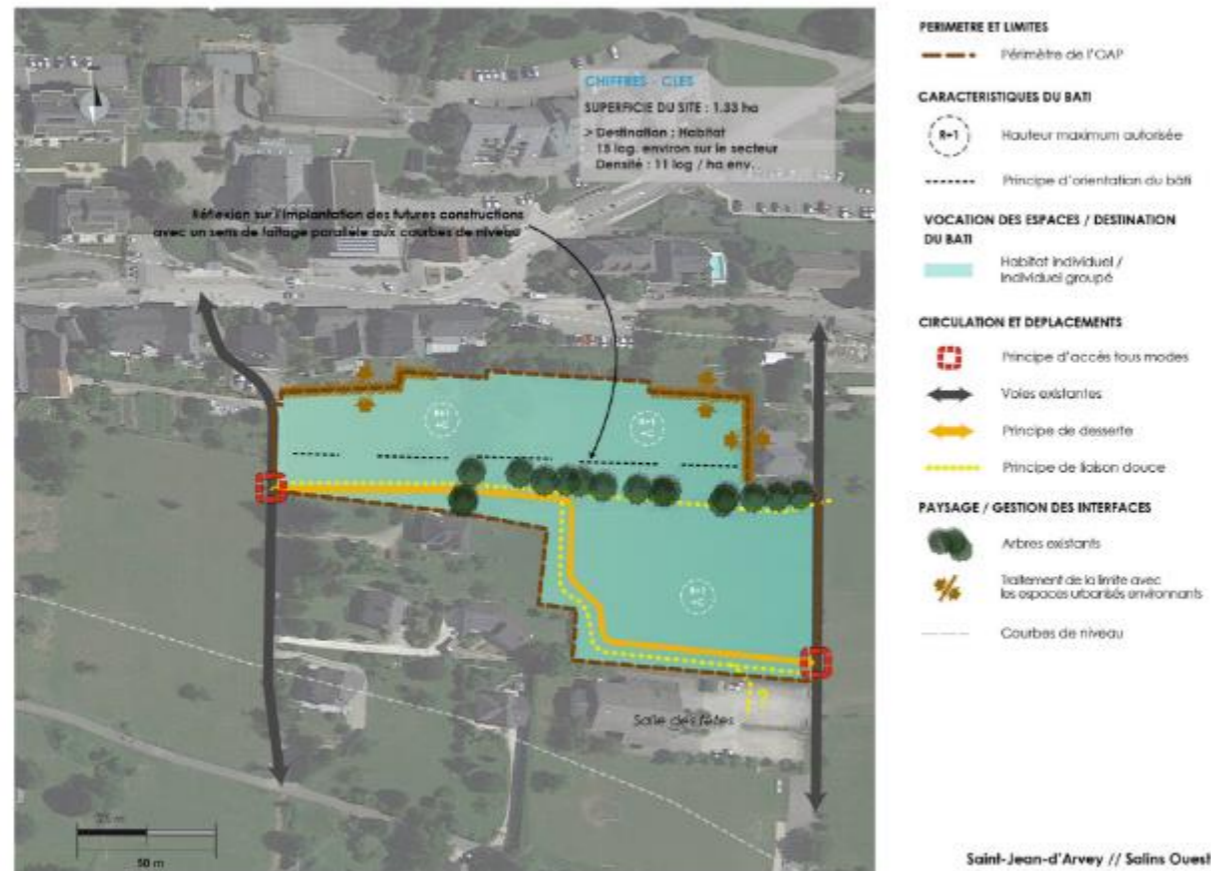 CHIFFRES - CLES
SUPERFICIE DU SITE : 1.33 ha
> Destination : Habitat
15 log. environ sur le secteur
Densité : 11 log / ha env.
Réflexion sur l'implantation des futures constructions
avec un sens de faîtage parallèle aux courbes de niveau
R+1
+C
R+1
+C
R+1
+C
?
Salle des fêtes
25 m
50 m
PERIMETRE ET LIMITES
Périmètre de l'OAP
CARACTERISTIQUES DU BATI
R+1
Hauteur maximum autorisée
Principe d'orientation du bâti
VOCATION DES ESPACES / DESTINATION
DU BATI
Habitat individuel /
individuel groupé
CIRCULATION ET DEPLACEMENTS
Principe d'accès tous modes
Voies existantes
Principe de desserte
Principe de liaison douce
PAYSAGE / GESTION DES INTERFACES
Arbres existants
Traitement de la limite avec
les espaces urbanisés environnants
Courbes de niveau
Saint-Jean-d'Arvey // Salins Ouest